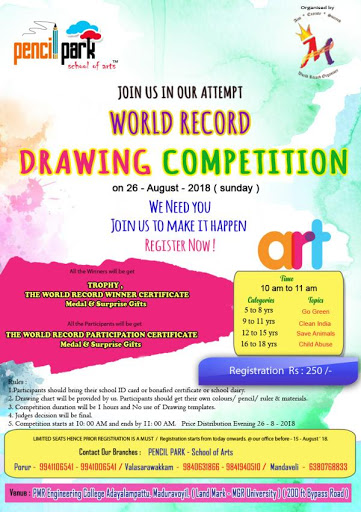 pencil park
school of arts
TM
Organised by
JOIN US IN OUR ATTEMPT
WORLD RECORD
DRAWING COMPETITION
on 26 - August - 2018 ( sunday )
WE NEED YOU
JOIN US TO MAKE IT HAPPEN
REGISTER NOW !
art
All the Winners will be get
TROPHY ,
THE WORLD RECORD WINNER CERTIFICATE
Medal & Surprise Gifts
All the Participants will be get
THE WORLD RECORD PARTICIPATION CERTIFICATE
Medal & Surprise Gifts
Time
10 am to 11 am
Categories Topics
5 to 8 yrs Go Green
9 to 11 yrs Clean India
12 to 15 yrs Save Animals
16 to 18 yrs Child Abuse
Registration Rs : 250 /-
Rules :
1.Participants should bring their school ID card or bonafied certificate or school dairy.
2. Drawing chart will be provided by us. Participants should get their own colours/ pencil/ ruler & materials.
3. Competition duration will be 1 hours and No use of Drawing templates.
4. Judges decision will be final.
5. Competition starts at 10: 00 AM and ends by 11: 00 AM. Price Distribution Evening 26 - 8 - 2018
LIMITED SEATS HENCE PRIOR REGISTRATION IS A MUST / Registration starts from today onwards. @ our office before - 15 - August ' 18.
Contact Our Branches : PENCIL PARK - School of Arts
Porur - 9941106541 - 9941006541 / Valasarawakkam - 9840631866 - 9841940510 / Mandaveli - 6380768833
Venue : PMR Engineering College Adayalampattu, Maduravoyil. ( Land Mark - MGR University ) ( 200 ft Bypass Road )